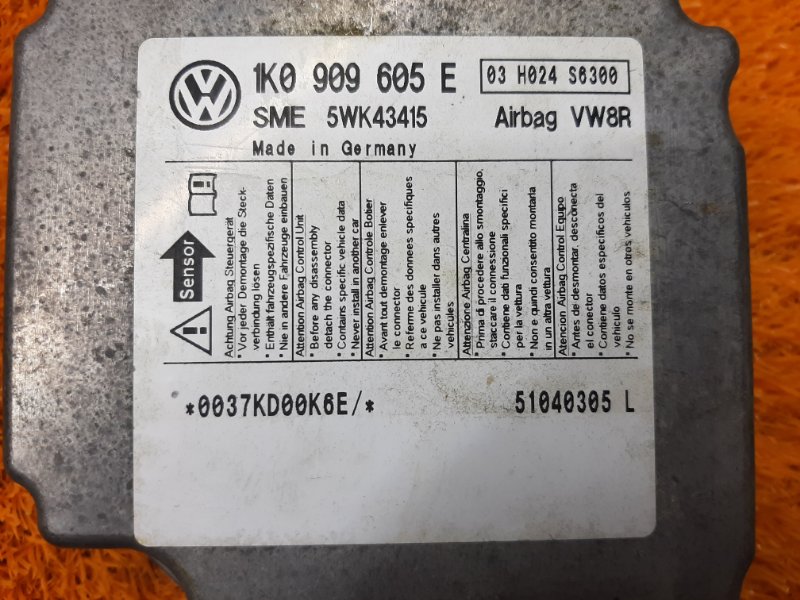 VW
1K0 909 605 E
03 H024 S6300
SME 5WK43415
Airbag VW8R
Made in Germany
Sensor
Achtung Airbag Steuergerät
• Vor jeder Demontage die Steck-
verbindung lösen
• Enthält fahrzeugspezifische Daten
• Nie in andere Fahrzeuge einbauen
Attention Airbag Control Unit
• Before any disassembly
detach the connector
• Contains specific vehicle data
• Never install in another car
Attention Airbag Controle Boîier
• Avant tout demontage enlever
le connector
• Referme des donnees specifiques
a ce vehicule
• Ne pas installer dans autres
vehicules
Attenzione Airbag Centralina
• Prima di procedere allo smontaggio,
staccare il connessione
• Contiene dati funzionali specifici
per la vettura
• Non e quindi consentito montarla
in un altra vettura
Atencion Airbag Control Equipo
• Antes de desmontar, desconecta
el conector
• Contiene datos especificos del
vehiculo
• No se monte en otros vehiculos
*0037KD00K6E/*
51040305 L